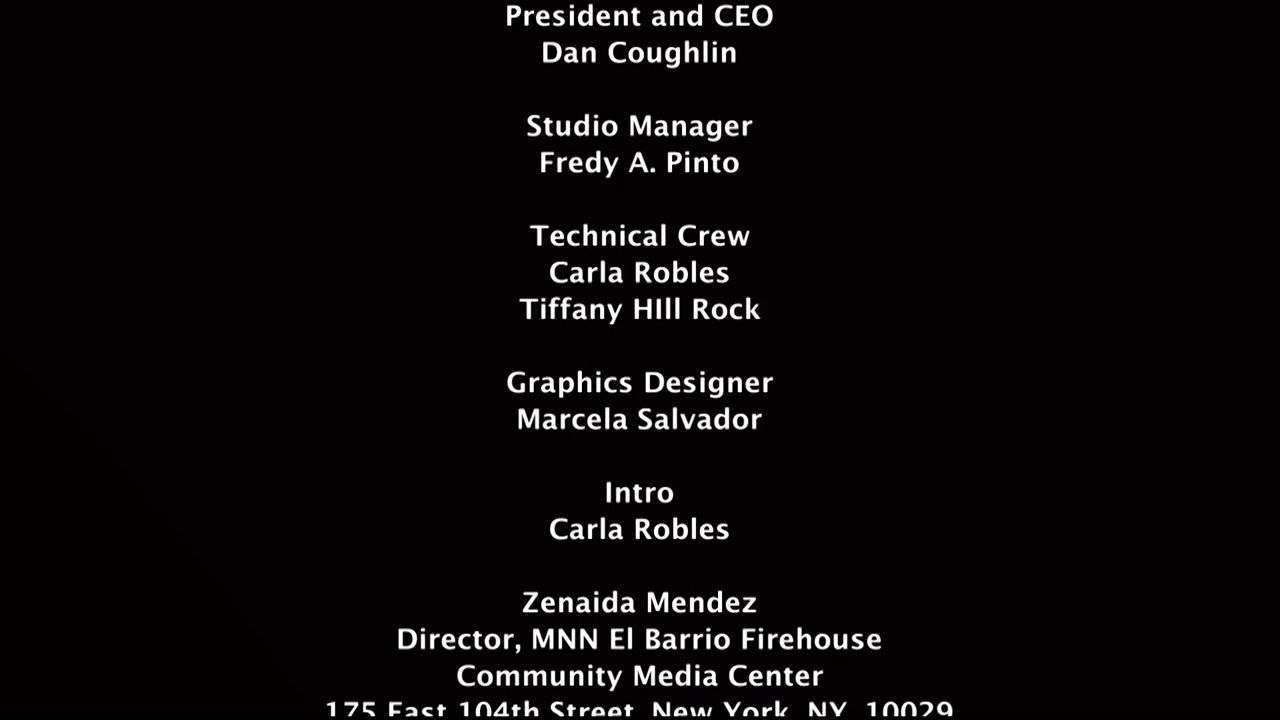 President and CEO
Dan Coughlin
Studio Manager
Fredy A. Pinto
Technical Crew
Carla Robles
Tiffany HIll Rock
Graphics Designer
Marcela Salvador
Intro
Carla Robles
Zenaida Mendez
Director, MNN El Barrio Firehouse
Community Media Center
175 East 104th Street, New York, NY, 10029